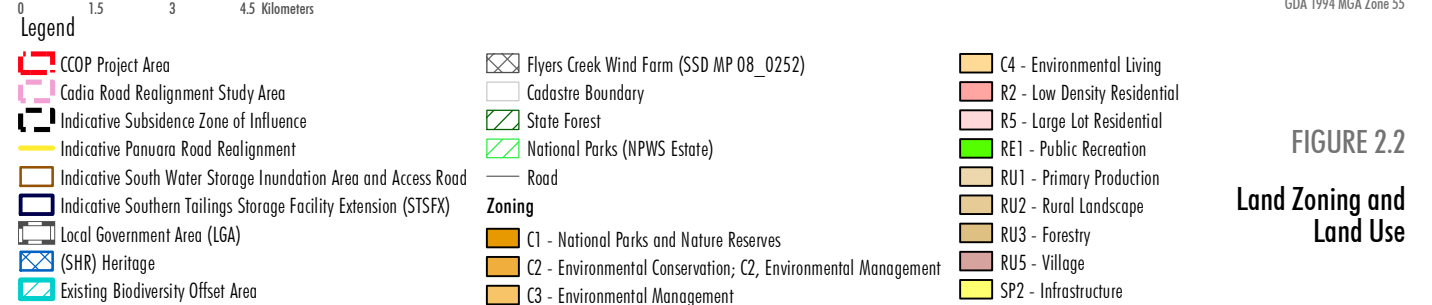 0 1.5 3 4.5 Kilometers
GDA 1994 MGA Zone 55
Legend
CCOP Project Area
Cadia Road Realignment Study Area
Indicative Subsidence Zone of Influence
Indicative Panuara Road Realignment
Indicative South Water Storage Inundation Area and Access Road
Indicative Southern Tailings Storage Facility Extension (STSFX)
Local Government Area (LGA)
(SHR) Heritage
Existing Biodiversity Offset Area
Flyers Creek Wind Farm (SSD MP 08_0252)
Cadastre Boundary
State Forest
National Parks (NPWS Estate)
Road
Zoning
C1 - National Parks and Nature Reserves
C2 - Environmental Conservation; C2, Environmental Management
C3 - Environmental Management
C4 - Environmental Living
R2 - Low Density Residential
R5 - Large Lot Residential
RE1 - Public Recreation
RU1 - Primary Production
RU2 - Rural Landscape
RU3 - Forestry
RU5 - Village
SP2 - Infrastructure
FIGURE 2.2
Land Zoning and
Land Use